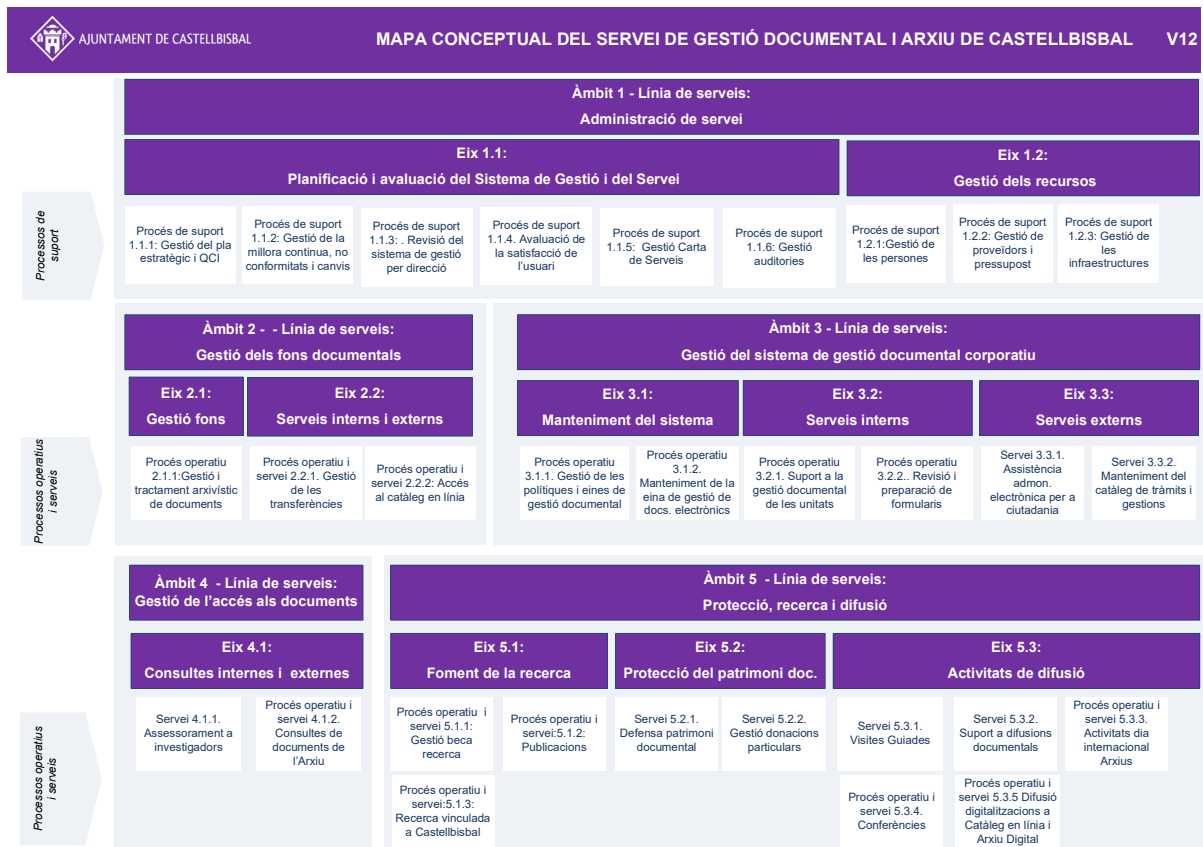 AJUNTAMENT DE CASTELLBISBAL
MAPA CONCEPTUAL DEL SERVEI DE GESTIÓ DOCUMENTAL I ARXIU DE CASTELLBISBAL V12
Àmbit 1 - Línia de serveis:
Administració de servei
Eix 1.1:
Planificació i avaluació del Sistema de Gestió i del Servei
Eix 1.2:
Gestió dels recursos
Processos de
suport
Procés de suport
1.1.1: Gestió del pla
estratègic i QCI
Procés de suport
1.1.2: Gestió de la
millora continua, no
conformitats i canvis
Procés de suport
1.1.3: . Revisió del
sistema de gestió
per direcció
Procés de suport
1.1.4. Avaluació de
la satisfacció de
l’usuari
Procés de suport
1.1.5: Gestió Carta
de Serveis
Procés de suport
1.1.6: Gestió
auditories
Procés de suport
1.2.1:Gestió de
les persones
Procés de suport
1.2.2: Gestió de
proveïdors i
pressupost
Procés de suport
1.2.3: Gestió de
les
infraestructures
Àmbit 2 - - Línia de serveis:
Gestió dels fons documentals
Àmbit 3 - Línia de serveis:
Gestió del sistema de gestió documental corporatiu
Eix 2.1:
Gestió fons
Eix 2.2:
Serveis interns i externs
Eix 3.1:
Manteniment del sistema
Eix 3.2:
Serveis interns
Eix 3.3:
Serveis externs
Processos operatius
i serveis
Procés operatiu
2.1.1:Gestió i
tractament arxivístic
de documents
Procés operatiu i
servei 2.2.1. Gestió
de les
transferències
Procés operatiu i
servei 2.2.2: Accés
al catàleg en línia
Procés operatiu
3.1.1. Gestió de les
polítiques i eines de
gestió documental
Procés operatiu
3.1.2.
Manteniment de la
eina de gestió de
docs. electrònics
Procés operatiu
3.2.1. Suport a la
gestió documental
de les unitats
Procés operatiu
3.2.2.. Revisió i
preparació de
formularis
Servei 3.3.1.
Assistència
admon.
electrònica per a
ciutadania
Servei 3.3.2.
Manteniment del
catàleg de tràmits i
gestions
Àmbit 4 - Línia de serveis:
Gestió de l’accés als documents
Àmbit 5 - Línia de serveis:
Protecció, recerca i difusió
Eix 4.1:
Consultes internes i externes
Eix 5.1:
Foment de la recerca
Eix 5.2:
Protecció del patrimoni doc.
Eix 5.3:
Activitats de difusió
Processos operatius
i serveis
Servei 4.1.1.
Assessorament a
investigadors
Procés operatiu i
servei 4.1.2.
Consultes de
documents de
l’Arxiu
Procés operatiu i
servei 5.1.1:
Gestió beca
recerca
Procés operatiu i
servei:5.1.2:
Publicacions
Servei 5.2.1.
Defensa patrimoni
documental
Servei 5.2.2.
Gestió donacions
particulars
Servei 5.3.1.
Visites Guiades
Servei 5.3.2.
Suport a difusions
documentals
Procés operatiu i
servei 5.3.3.
Activitats dia
internacional
Arxius
Procés operatiu i
servei:5.1.3:
Recerca vinculada
a Castellbisbal
Procés operatiu i
servei 5.3.4.
Conferències
Procés operatiu i
servei 5.3.5 Difusió
digitalitzacions a
Catàleg en línia i
Arxiu Digital